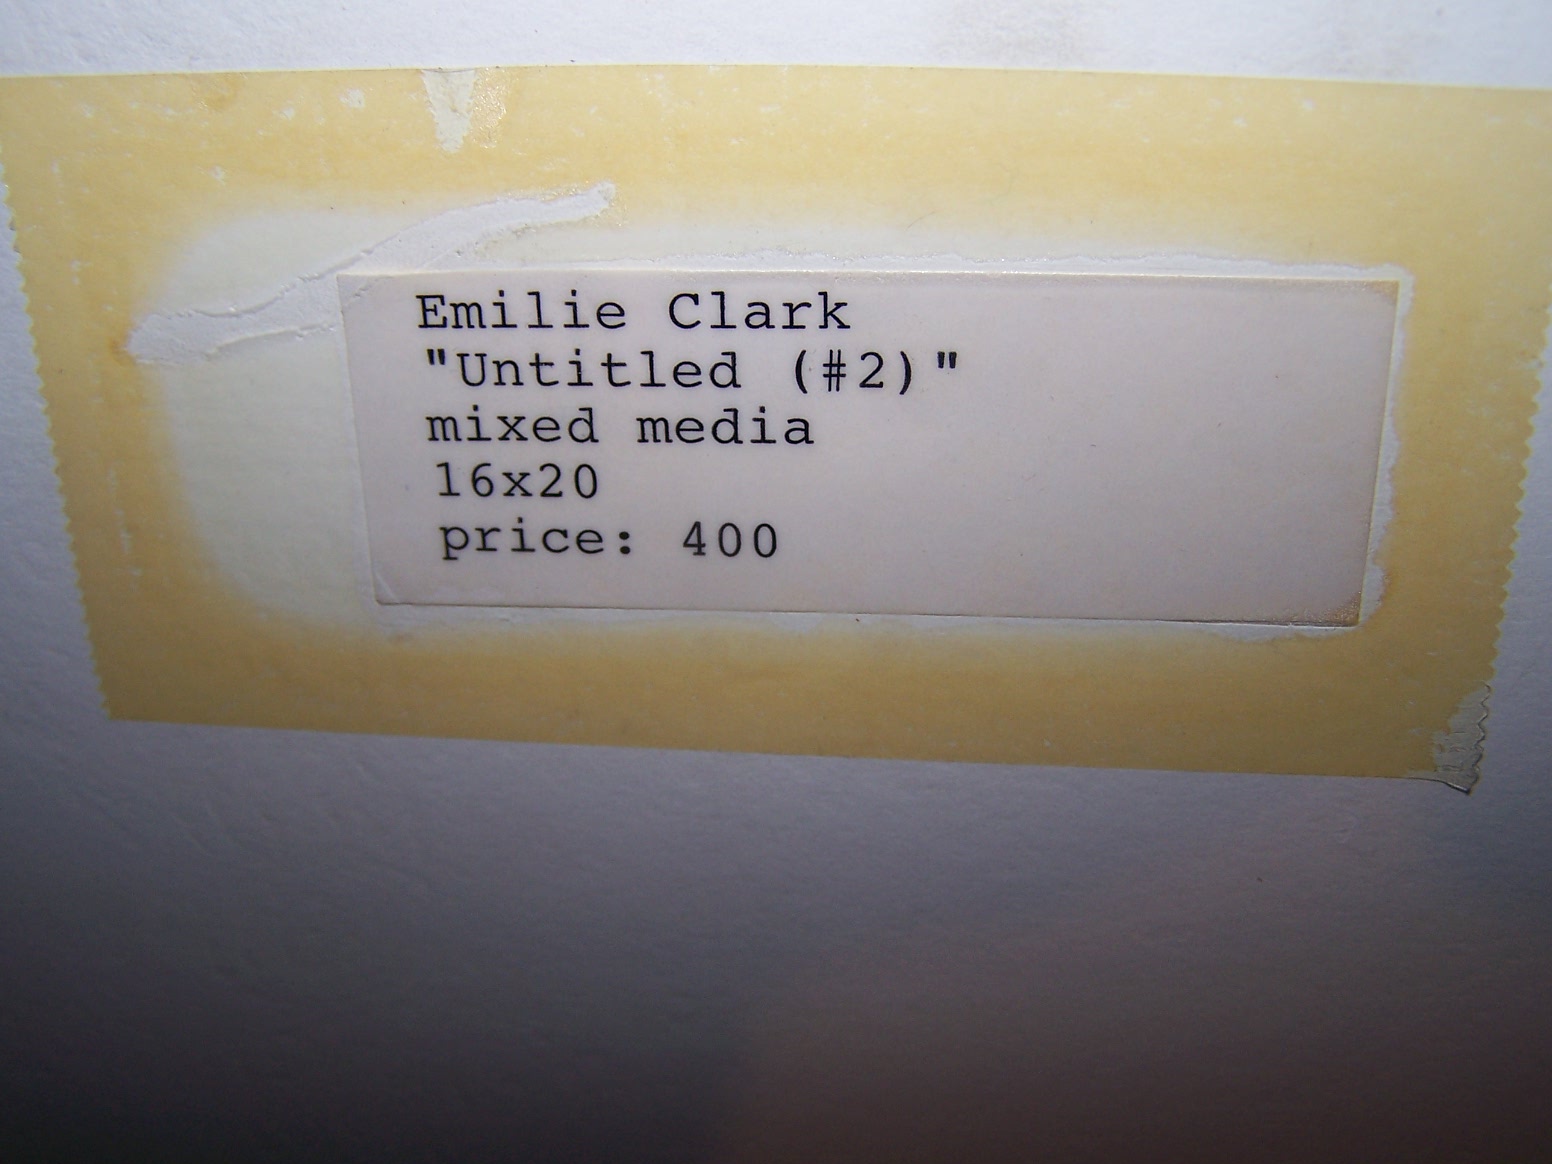 Emilie Clark
"Untitled (#2)"
mixed media
16x20
price: 400